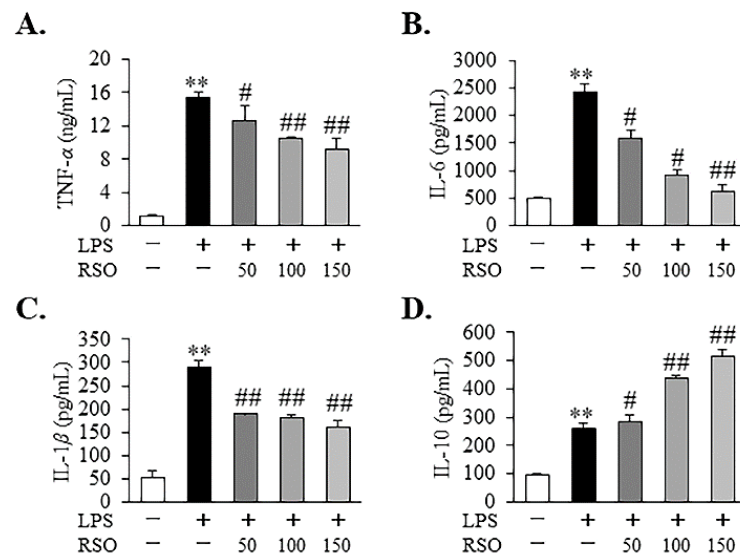 A.
TNF-α (ng/mL)
20
16
12
8
4
0
**
#
##
##
LPS − + + + +
RSO − − 50 100 150
B.
IL-6 (pg/mL)
3000
2500
2000
1500
1000
500
0
**
#
#
##
LPS − + + + +
RSO − − 50 100 150
C.
IL-1β (pg/mL)
350
300
250
200
150
100
50
0
**
##
##
##
LPS − + + + +
RSO − − 50 100 150
D.
IL-10 (pg/mL)
600
500
400
300
200
100
0
**
#
##
##
LPS − + + + +
RSO − − 50 100 150